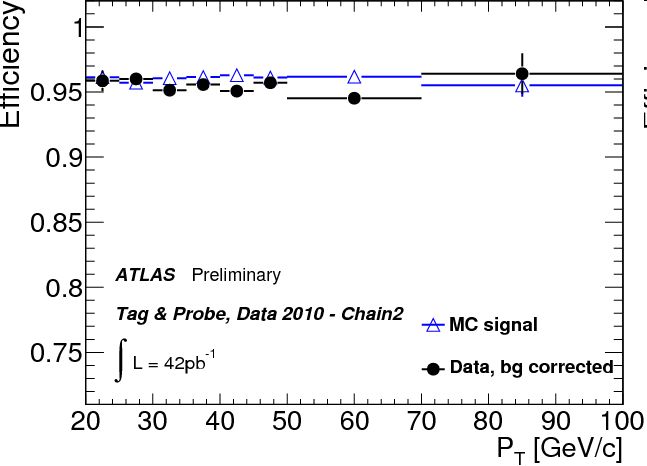 Efficiency
1
0.95
0.9
0.85
0.8
0.75
ATLAS Preliminary
Tag & Probe, Data 2010 - Chain2
∫ L = 42pb⁻¹
MC signal
Data, bg corrected
20 30 40 50 60 70 80 90 100
P_T [GeV/c]